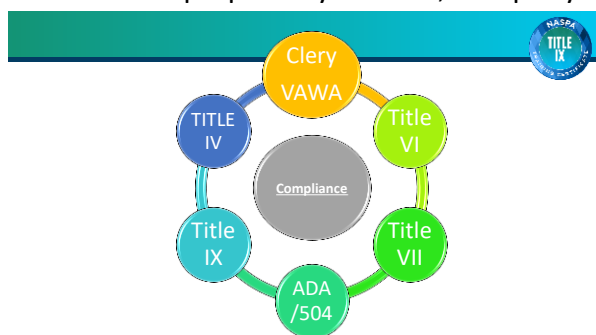 NASPA
TITLE
IX
Clery
VAWA
TITLE
IV
Title
VI
Compliance
Title
IX
Title
VII
ADA
/504